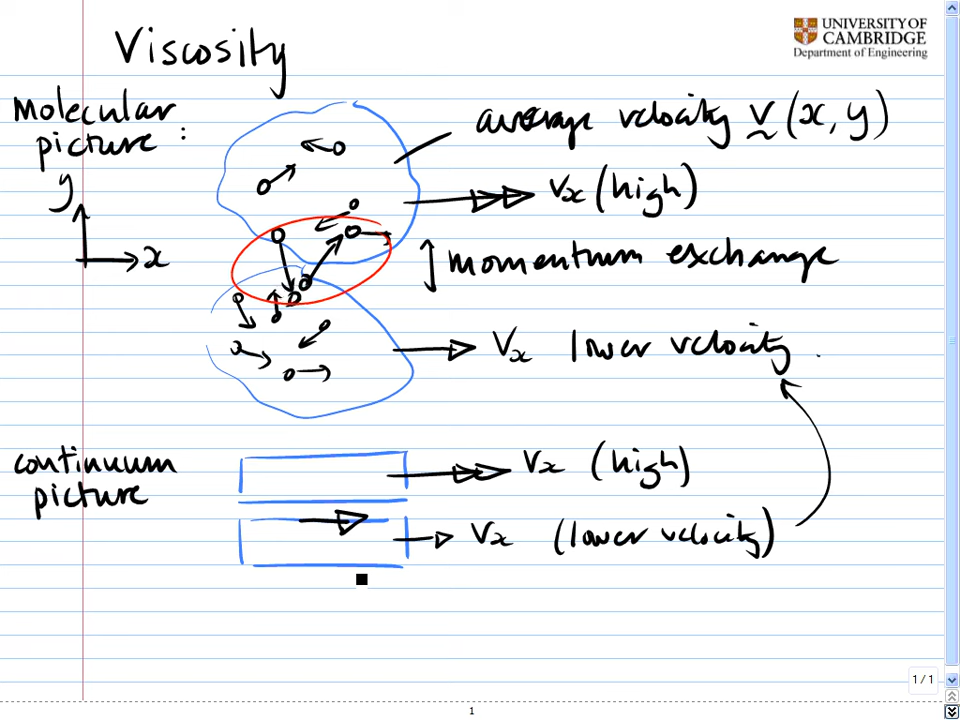 Viscosity
UNIVERSITY OF
CAMBRIDGE
Department of Engineering
Molecular
picture :
average velocity v (x, y)
y
x
Vx (high)
momentum exchange
Vx lower velocity.
continuum
picture
Vx (high)
Vx (lower velocity)
1 / 1
1